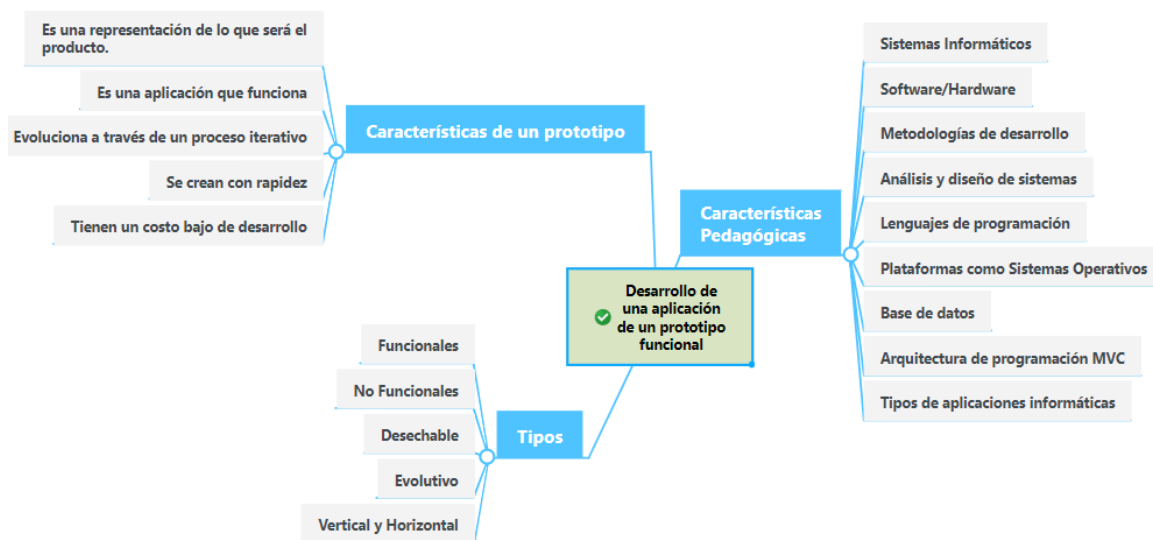 Es una representación de lo que será el
producto.
Es una aplicación que funciona
Evoluciona a través de un proceso iterativo
Se crean con rapidez
Tienen un costo bajo de desarrollo
Características de un prototipo
Sistemas Informáticos
Software/Hardware
Metodologías de desarrollo
Análisis y diseño de sistemas
Lenguajes de programación
Plataformas como Sistemas Operativos
Base de datos
Arquitectura de programación MVC
Tipos de aplicaciones informáticas
Características
Pedagógicas
Desarrollo de
una aplicación
de un prototipo
funcional
Funcionales
No Funcionales
Desechable
Evolutivo
Vertical y Horizontal
Tipos